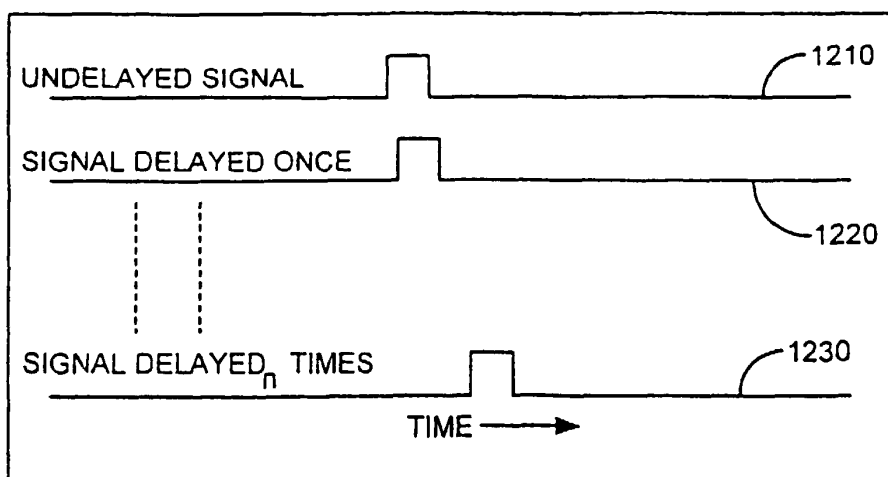 UNDELAYED SIGNAL
1210
SIGNAL DELAYED ONCE
1220
SIGNAL DELAYEDn TIMES
1230
TIME